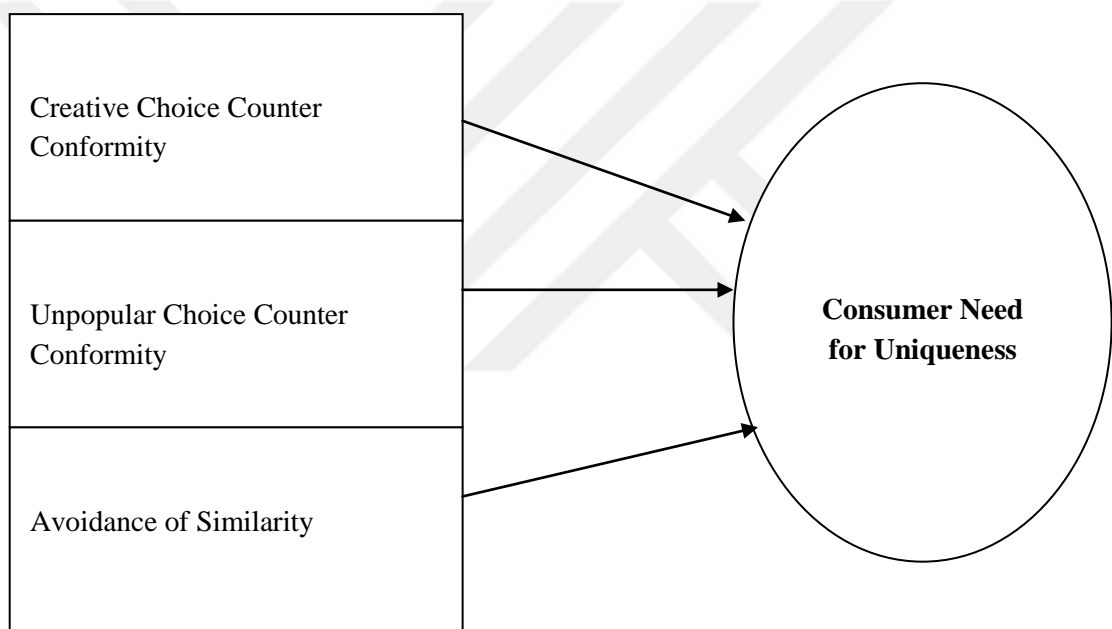 Creative Choice Counter
Conformity
Unpopular Choice Counter
Conformity
Avoidance of Similarity
Consumer Need
for Uniqueness